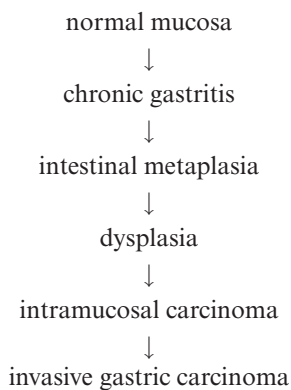 normal mucosa
↓
chronic gastritis
↓
intestinal metaplasia
↓
dysplasia
↓
intramucosal carcinoma
↓
invasive gastric carcinoma